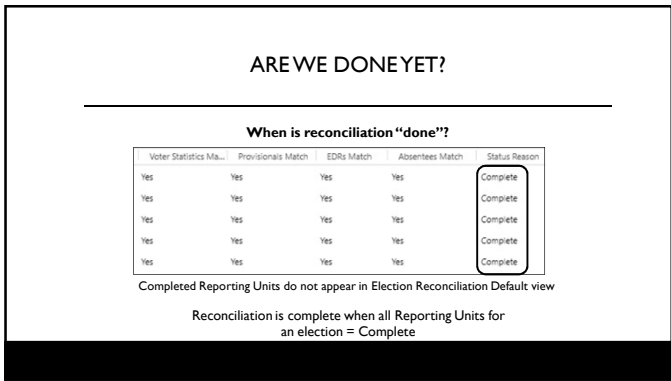 ARE WE DONE YET?
When is reconciliation “done”?
Voter Statistics Ma... Provisionals Match EDRs Match Absentees Match Status Reason
Yes Yes Yes Yes Complete
Yes Yes Yes Yes Complete
Yes Yes Yes Yes Complete
Yes Yes Yes Yes Complete
Yes Yes Yes Yes Complete
Completed Reporting Units do not appear in Election Reconciliation Default view
Reconciliation is complete when all Reporting Units for
an election = Complete